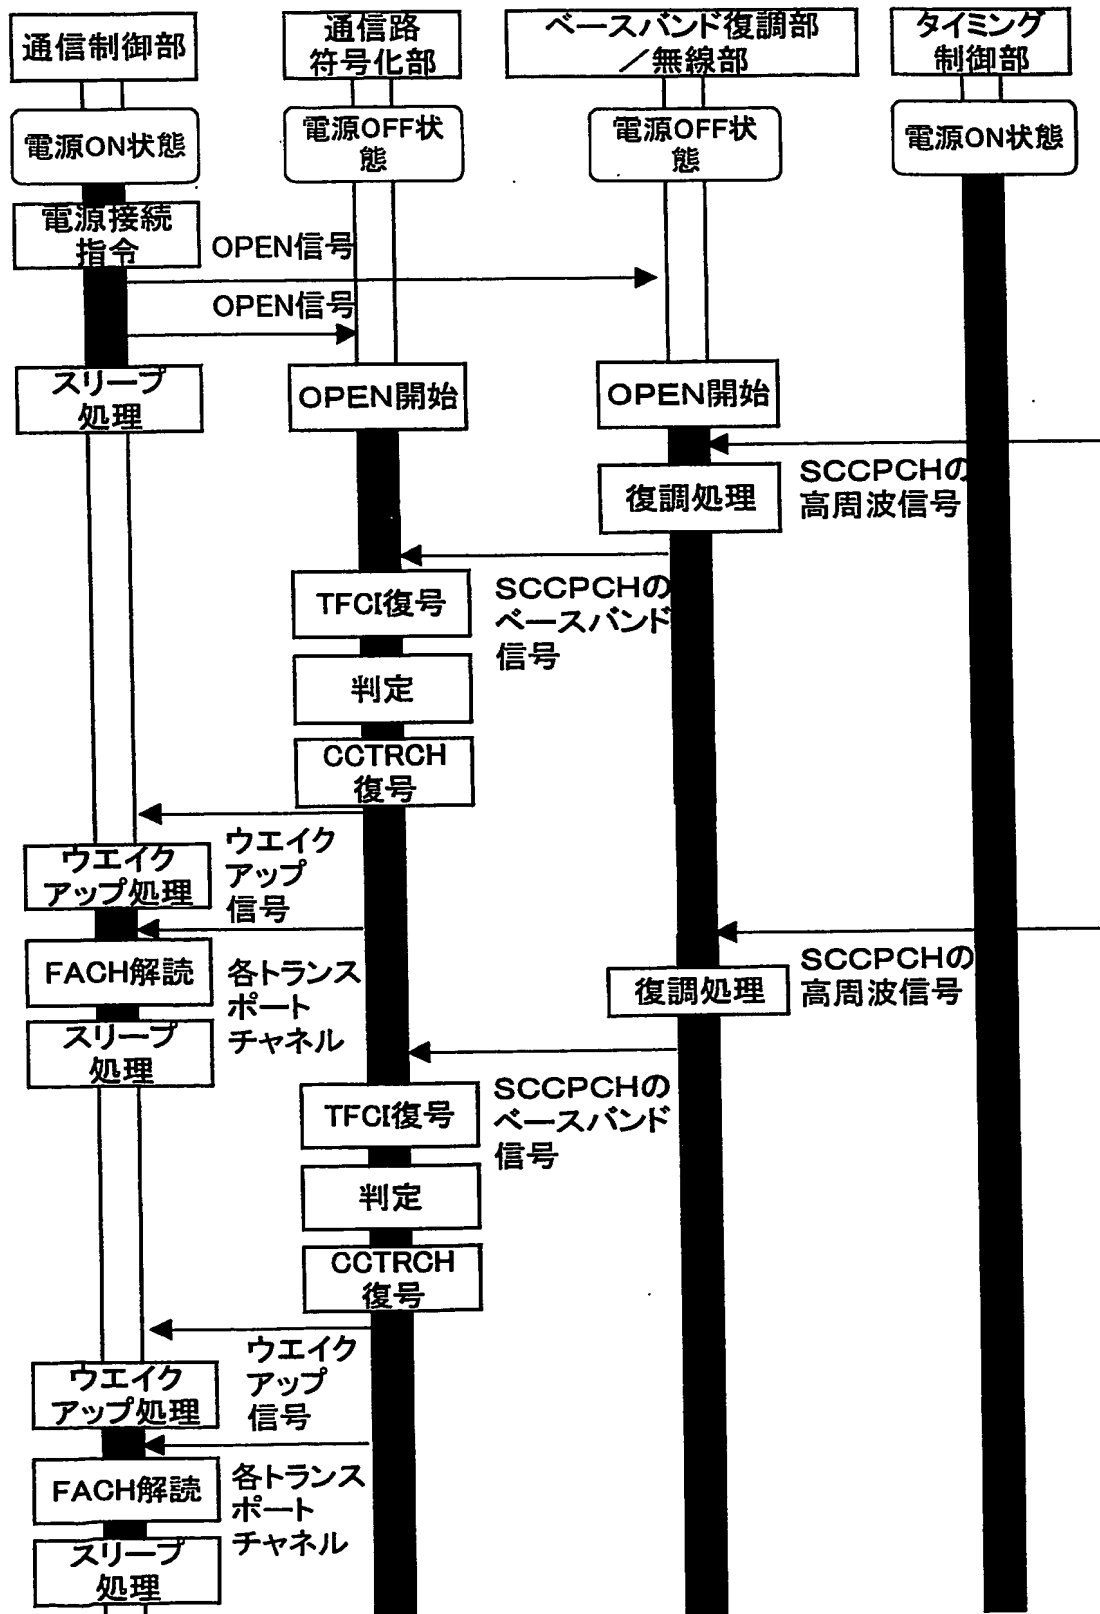 通信制御部
通信路
符号化部
ベースバンド復調部
／無線部
タイミング
制御部
電源ON状態
電源OFF状
態
電源OFF状
態
電源ON状態
電源接続
指令
OPEN信号
OPEN信号
スリープ
処理
OPEN開始
OPEN開始
SCCPCHの
高周波信号
復調処理
SCCPCHの
ベースバンド
信号
TFCI復号
判定
CCTRCH
復号
ウエイク
アップ
信号
ウエイク
アップ処理
FACH解読
各トランス
ポート
チャネル
スリープ
処理
SCCPCHの
高周波信号
復調処理
SCCPCHの
ベースバンド
信号
TFCI復号
判定
CCTRCH
復号
ウエイク
アップ
信号
ウエイク
アップ処理
FACH解読
各トランス
ポート
チャネル
スリープ
処理